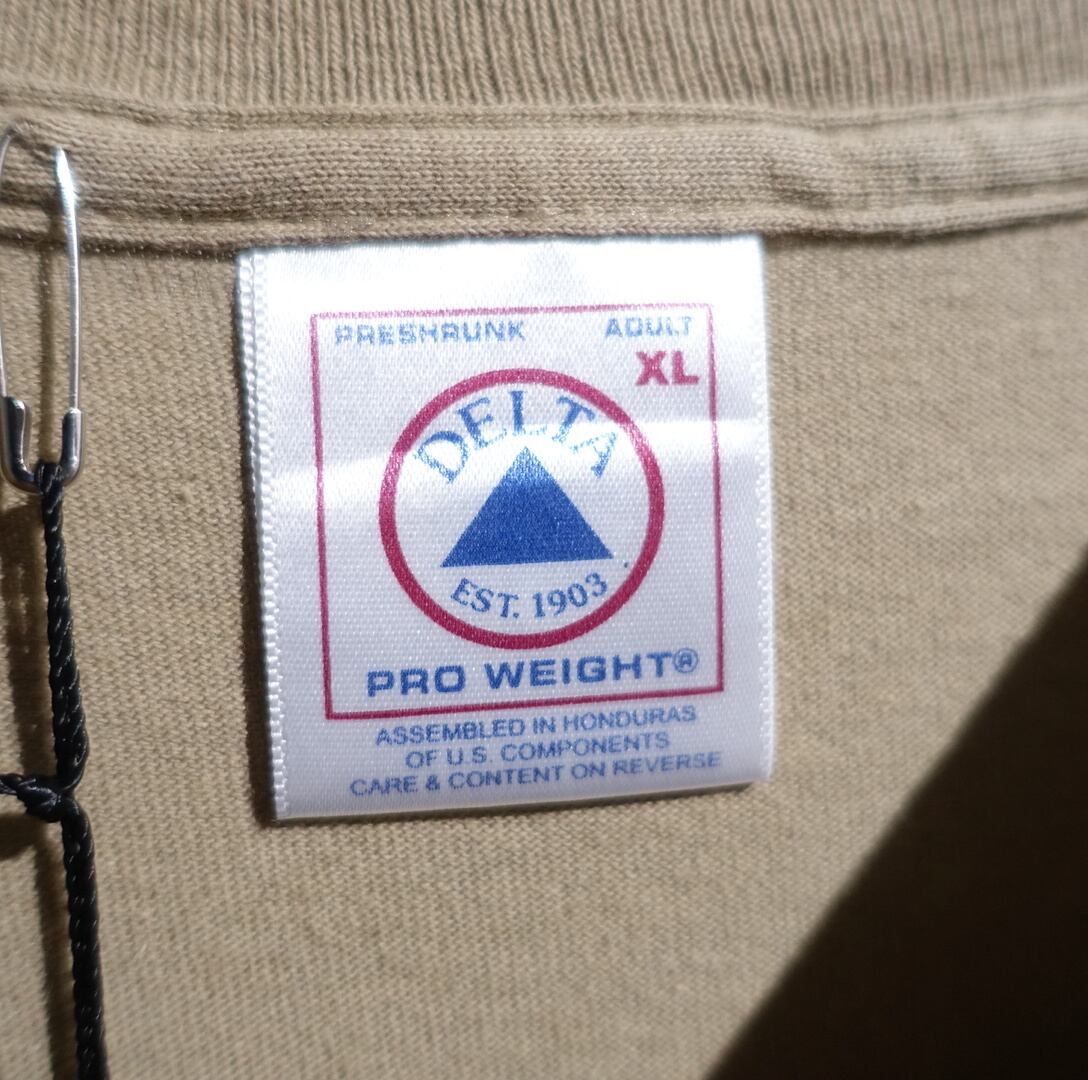 PRESHRUNK ADULT
XL
DELTA
EST. 1903
PRO WEIGHT®
ASSEMBLED IN HONDURAS
OF U.S. COMPONENTS
CARE & CONTENT ON REVERSE